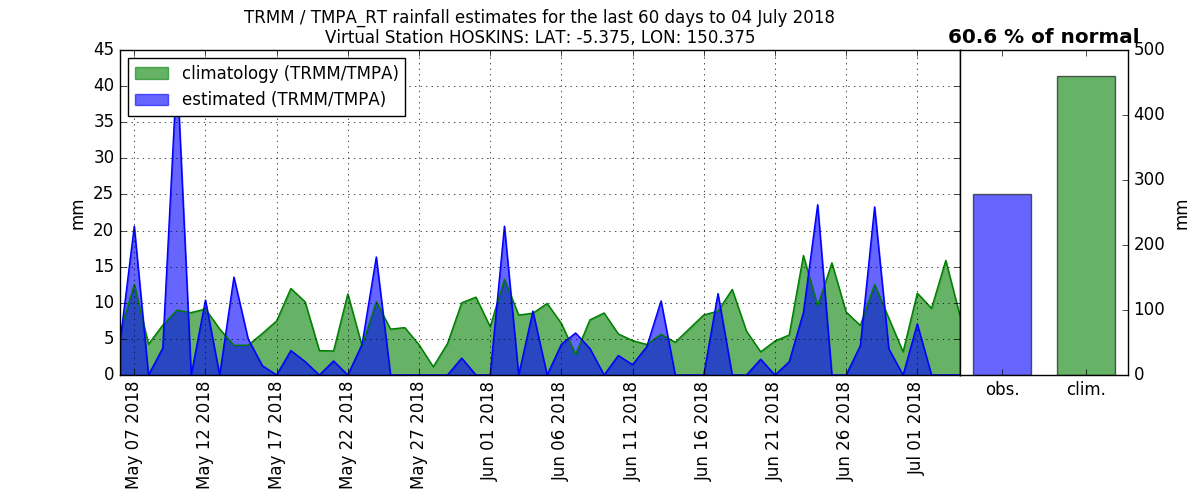 TRMM / TMPA_RT rainfall estimates for the last 60 days to 04 July 2018
Virtual Station HOSKINS: LAT: -5.375, LON: 150.375
60.6 % of normal
climatology (TRMM/TMPA)
estimated (TRMM/TMPA)
45
40
35
30
25
20
15
10
5
0
mm
May 07 2018
May 12 2018
May 17 2018
May 22 2018
May 27 2018
Jun 01 2018
Jun 06 2018
Jun 11 2018
Jun 16 2018
Jun 21 2018
Jun 26 2018
Jul 01 2018
obs.
clim.
500
400
300
200
100
0
mm